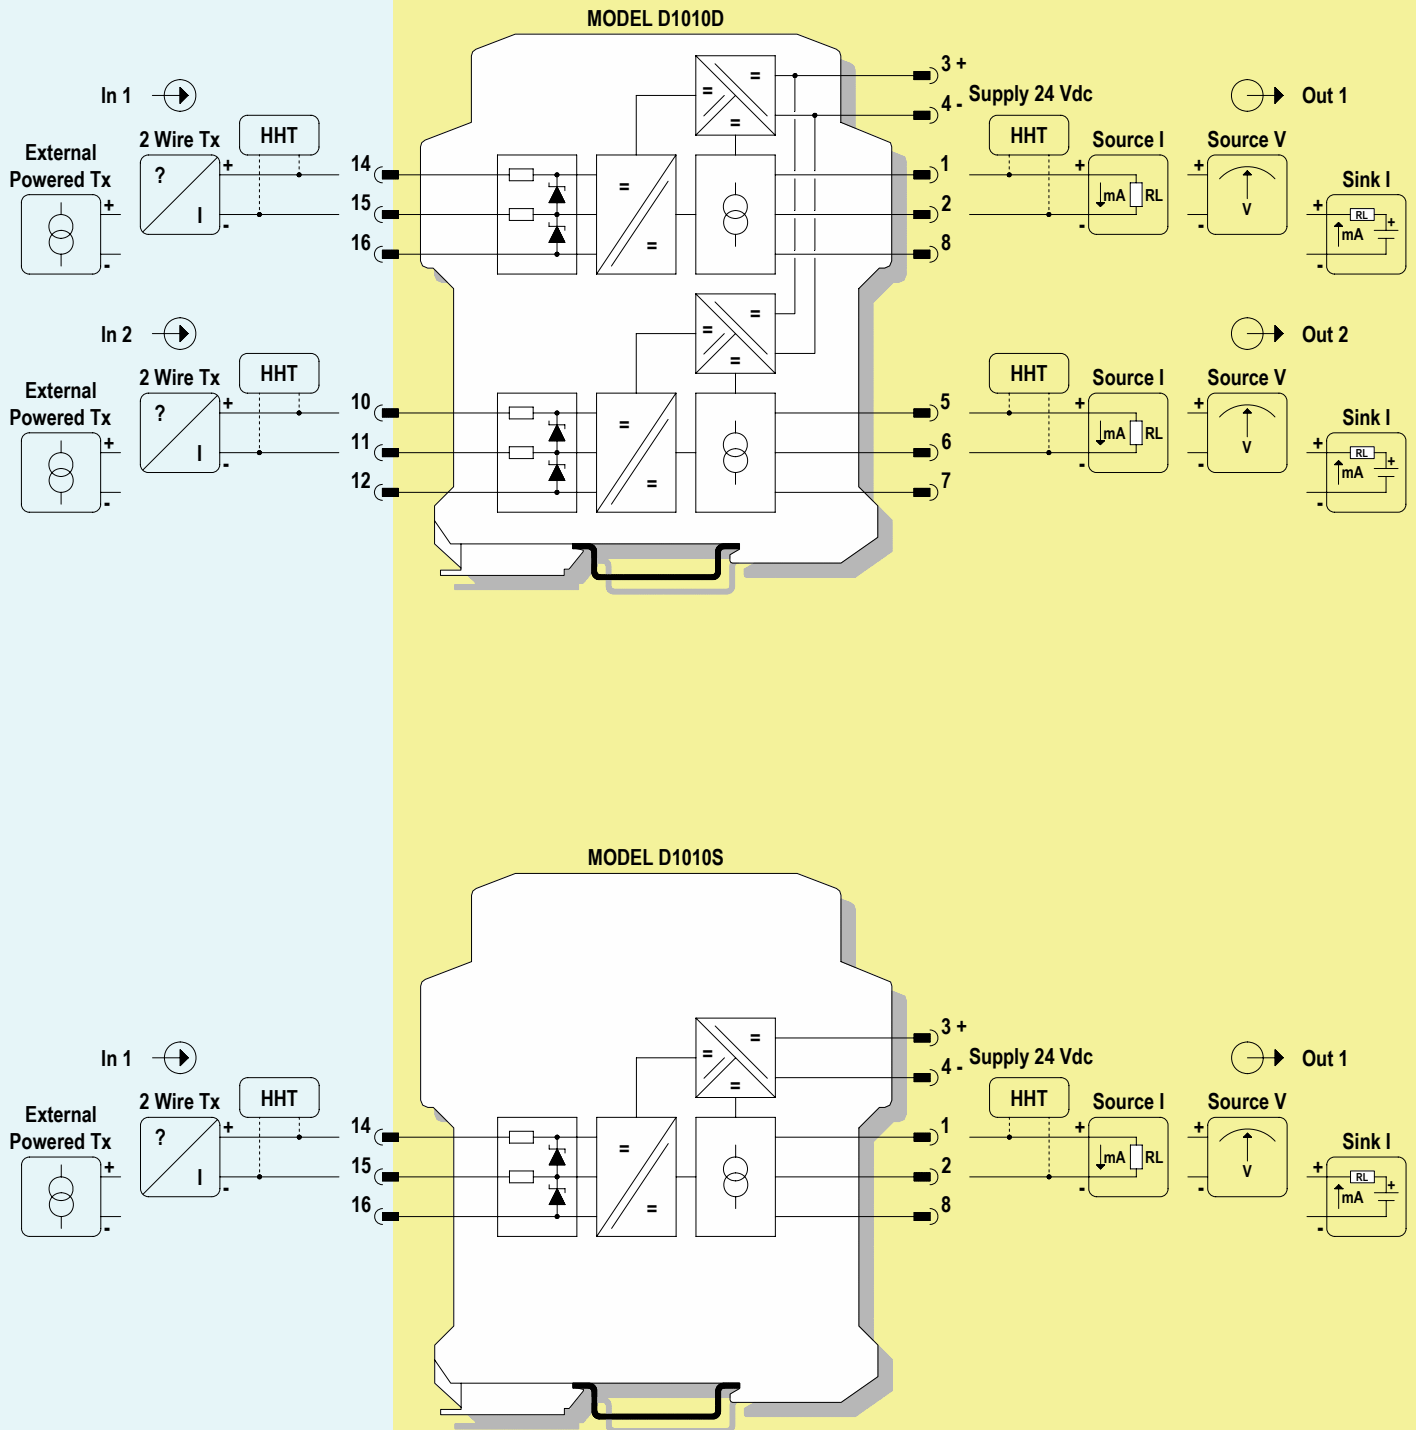 MODEL D1010D
In 1
3 +
4 - Supply 24 Vdc
Out 1
External
Powered Tx
+
-
2 Wire Tx
?
I
+
-
HHT
14
15
16
=
=
=
=
=
1
2
8
HHT
Source I
+
mA
RL
-
Source V
+
V
-
Sink I
+
RL
+
mA
-
In 2
Out 2
External
Powered Tx
+
-
2 Wire Tx
?
I
+
-
HHT
10
11
12
=
=
=
=
=
5
6
7
HHT
Source I
+
mA
RL
-
Source V
+
V
-
Sink I
+
RL
+
mA
-
MODEL D1010S
In 1
3 +
4 - Supply 24 Vdc
Out 1
External
Powered Tx
+
-
2 Wire Tx
?
I
+
-
HHT
14
15
16
=
=
=
=
=
1
2
8
HHT
Source I
+
mA
RL
-
Source V
+
V
-
Sink I
+
RL
+
mA
-